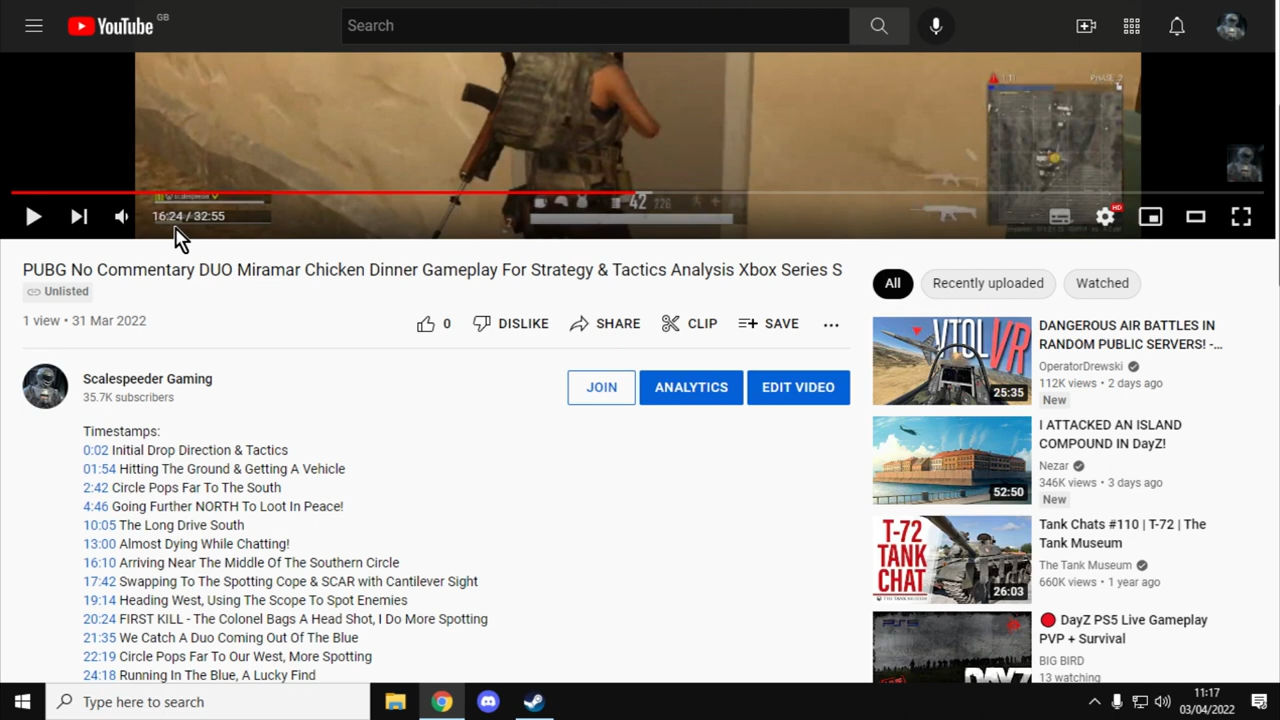 YouTube GB
Search
PHASE 2
Scalespeeder
42 226
16:24 / 32:55
HD
PUBG No Commentary DUO Miramar Chicken Dinner Gameplay For Strategy & Tactics Analysis Xbox Series S
Unlisted
1 view • 31 Mar 2022
0 DISLIKE SHARE CLIP SAVE
Scalespeeder Gaming
35.7K subscribers
JOIN ANALYTICS EDIT VIDEO
Timestamps:
0:02 Initial Drop Direction & Tactics
01:54 Hitting The Ground & Getting A Vehicle
2:42 Circle Pops Far To The South
4:46 Going Further NORTH To Loot In Peace!
10:05 The Long Drive South
13:00 Almost Dying While Chatting!
16:10 Arriving Near The Middle Of The Southern Circle
17:42 Swapping To The Spotting Cope & SCAR with Cantilever Sight
19:14 Heading West, Using The Scope To Spot Enemies
20:24 FIRST KILL - The Colonel Bags A Head Shot, I Do More Spotting
21:35 We Catch A Duo Coming Out Of The Blue
22:19 Circle Pops Far To Our West, More Spotting
24:18 Running In The Blue, A Lucky Find
All Recently uploaded Watched
VTOL VR
25:35
DANGEROUS AIR BATTLES IN
RANDOM PUBLIC SERVERS! -...
OperatorDrewski
112K views • 2 days ago
New
52:50
I ATTACKED AN ISLAND
COMPOUND IN DayZ!
Nezar
346K views • 3 days ago
New
T-72
TANK
CHAT
THE TANK MUSEUM
26:03
Tank Chats #110 | T-72 | The
Tank Museum
The Tank Museum
660K views • 1 year ago
PS5
DAYZ
DayZ PS5 Live Gameplay
PVP + Survival
BIG BIRD
13 watching
Type here to search
11:17
03/04/2022